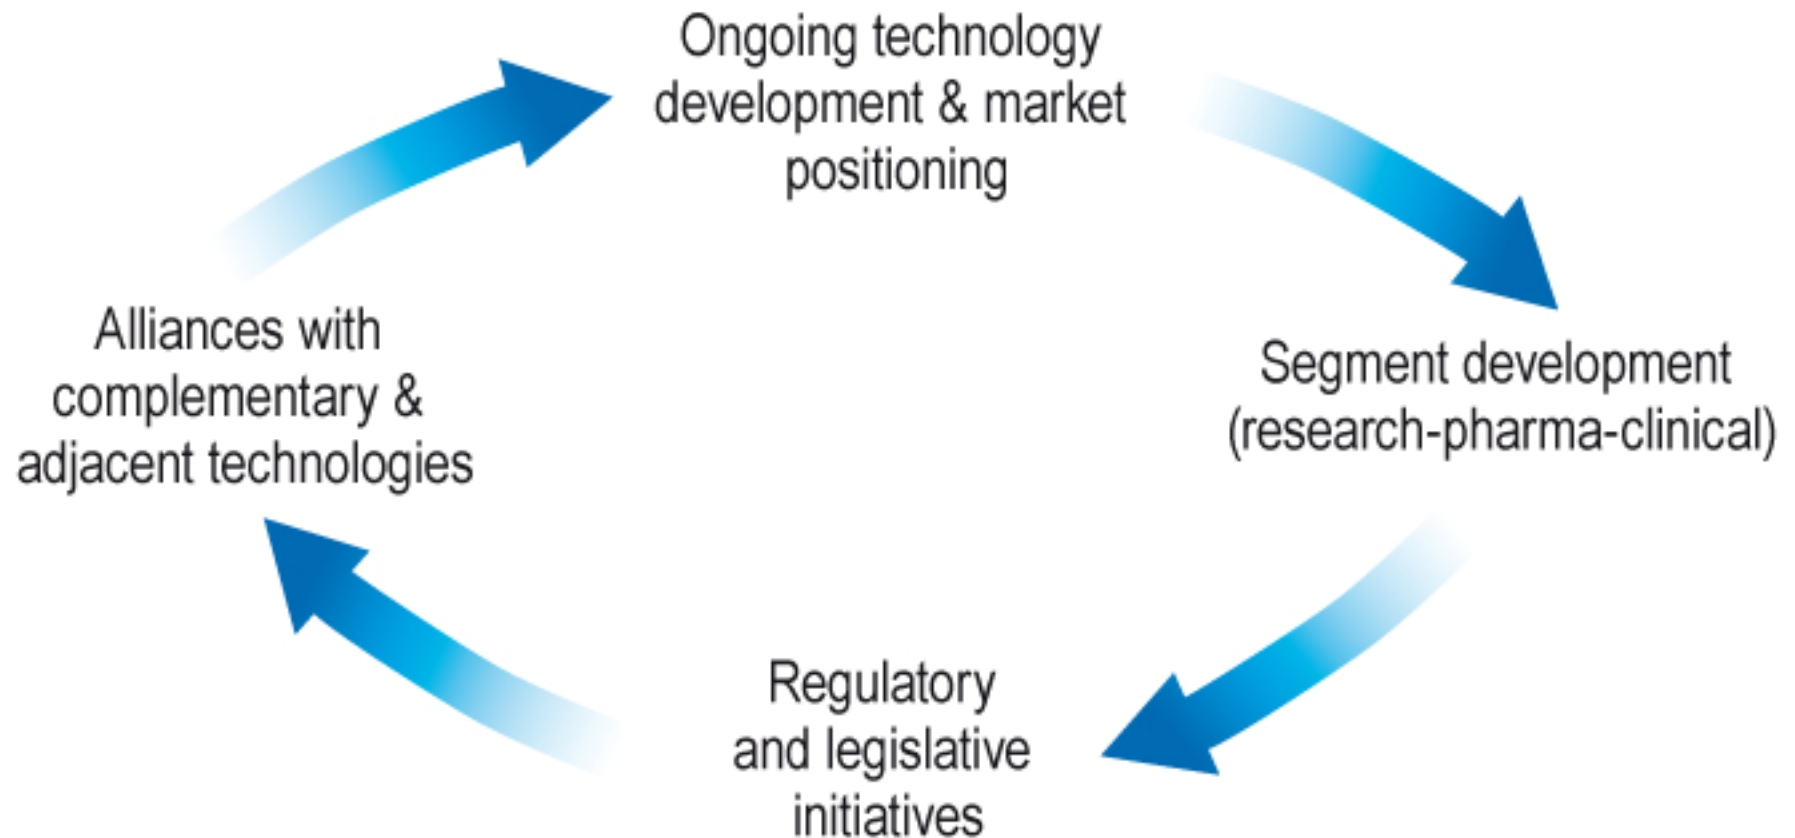 Ongoing technology
development & market
positioning
Segment development
(research-pharma-clinical)
Regulatory
and legislative
initiatives
Alliances with
complementary &
adjacent technologies